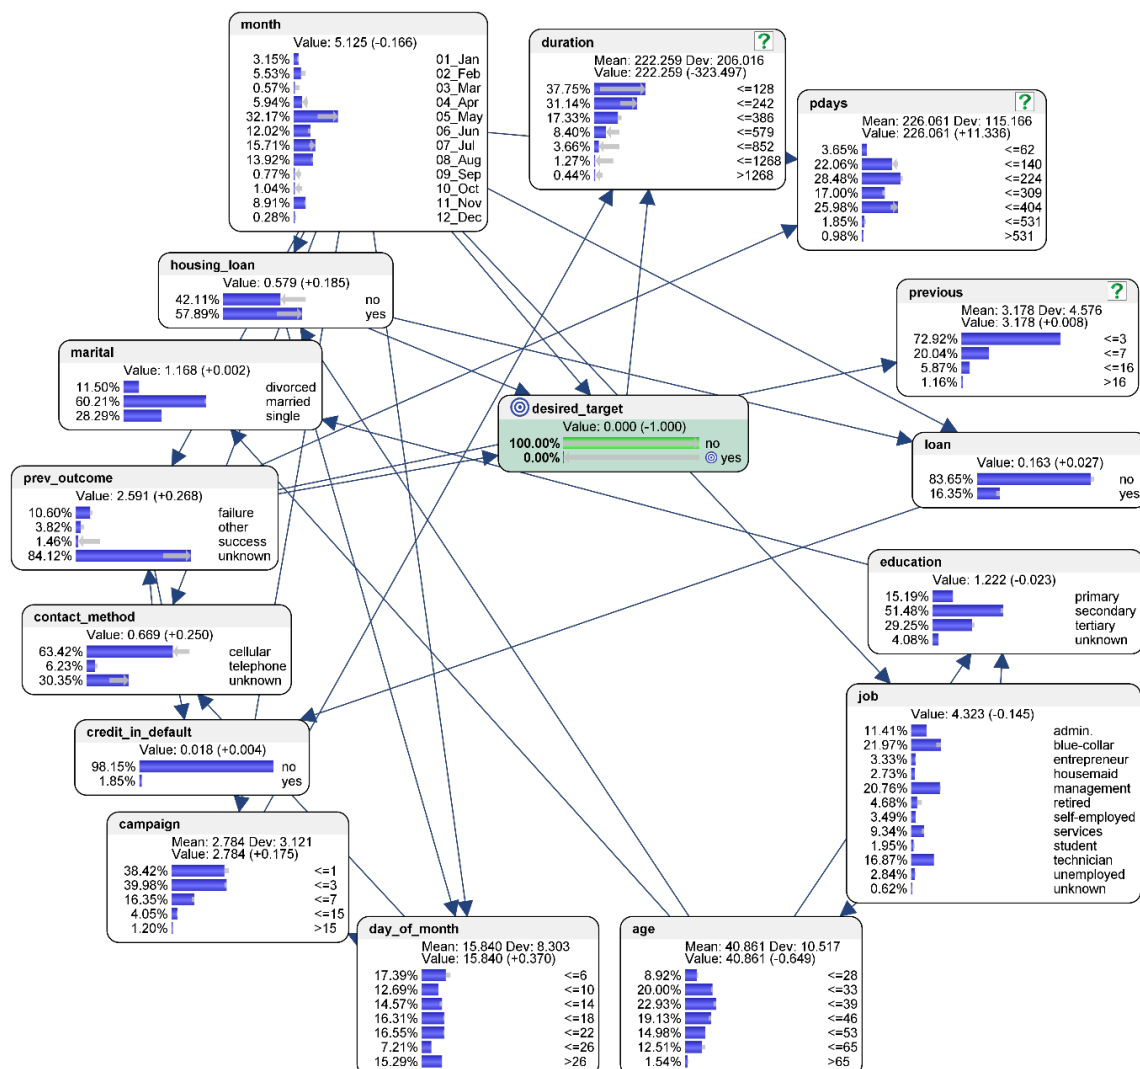 month
Value: 5.125 (-0.166)
3.15% 01_Jan
5.53% 02_Feb
0.57% 03_Mar
5.94% 04_Apr
32.17% 05_May
12.02% 06_Jun
15.71% 07_Jul
13.92% 08_Aug
0.77% 09_Sep
1.04% 10_Oct
8.91% 11_Nov
0.28% 12_Dec
duration ?
Mean: 222.259 Dev: 206.016
Value: 222.259 (-323.497)
37.75% <=128
31.14% <=242
17.33% <=386
8.40% <=579
3.66% <=852
1.27% <=1268
0.44% >1268
pdays ?
Mean: 226.061 Dev: 115.166
Value: 226.061 (+11.336)
3.65% <=62
22.06% <=140
28.48% <=224
17.00% <=309
25.98% <=404
1.85% <=531
0.98% >531
housing_loan
Value: 0.579 (+0.185)
42.11% no
57.89% yes
previous ?
Mean: 3.178 Dev: 4.576
Value: 3.178 (+0.008)
72.92% <=3
20.04% <=7
5.87% <=16
1.16% >16
marital
Value: 1.168 (+0.002)
11.50% divorced
60.21% married
28.29% single
desired_target
Value: 0.000 (-1.000)
100.00% no
0.00% yes
loan
Value: 0.163 (+0.027)
83.65% no
16.35% yes
prev_outcome
Value: 2.591 (+0.268)
10.60% failure
3.82% other
1.46% success
84.12% unknown
education
Value: 1.222 (-0.023)
15.19% primary
51.48% secondary
29.25% tertiary
4.08% unknown
contact_method
Value: 0.669 (+0.250)
63.42% cellular
6.23% telephone
30.35% unknown
job
Value: 4.323 (-0.145)
11.41% admin.
21.97% blue-collar
3.33% entrepreneur
2.73% housemaid
20.76% management
4.68% retired
3.49% self-employed
9.34% services
1.95% student
16.87% technician
2.84% unemployed
0.62% unknown
credit_in_default
Value: 0.018 (+0.004)
98.15% no
1.85% yes
campaign
Mean: 2.784 Dev: 3.121
Value: 2.784 (+0.175)
38.42% <=1
39.98% <=3
16.35% <=7
4.05% <=15
1.20% >15
day_of_month
Mean: 15.840 Dev: 8.303
Value: 15.840 (+0.370)
17.39% <=6
12.69% <=10
14.57% <=14
16.31% <=18
16.55% <=22
7.21% <=26
15.29% >26
age
Mean: 40.861 Dev: 10.517
Value: 40.861 (-0.649)
8.92% <=28
20.00% <=33
22.93% <=39
19.13% <=46
14.98% <=53
12.51% <=65
1.54% >65